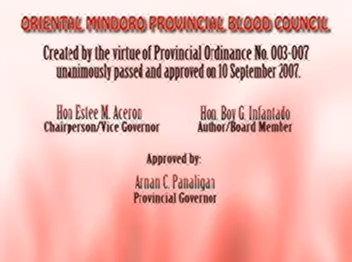 ORIENTAL MINDORO PROVINCIAL BLOOD COUNCIL
Created by the virtue of Provincial Ordinance No. 003-007
unanimously passed and approved on 10 September 2007.
Hon Estee M. Aceron Hon. Boy G. Infantado
Chairperson/Vice Governor Author/Board Member
Approved by:
Arnan C. Panaligan
Provincial Governor